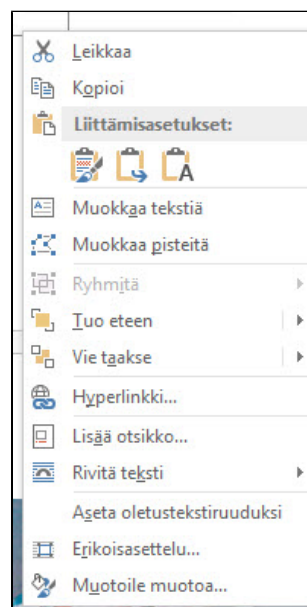 Leikkaa
Kopioi
Liittämisasetukset:
A
A
Muokkaa tekstiä
Muokkaa pisteitä
Ryhmitä
Tuo eteen
Vie taakse
Hyperlinkki...
Lisää otsikko...
Rivitä teksti
Aseta oletustekstiruuduksi
Erikoisasettelu...
Muotoile muotoa...